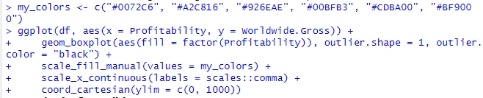 > my_colors <- c("#0072C6", "#A2C816", "#926EAE", "#00BFB3", "#CDBA00", "#BF900
0")
> ggplot(df, aes(x = Profitability, y = Worldwide.Gross)) +
+     geom_boxplot(aes(fill = factor(Profitability)), outlier.shape = 1, outlier.
color = "black") +
+     scale_fill_manual(values = my_colors) +
+     scale_x_continuous(labels = scales::comma) +
+     coord_cartesian(ylim = c(0, 1000))